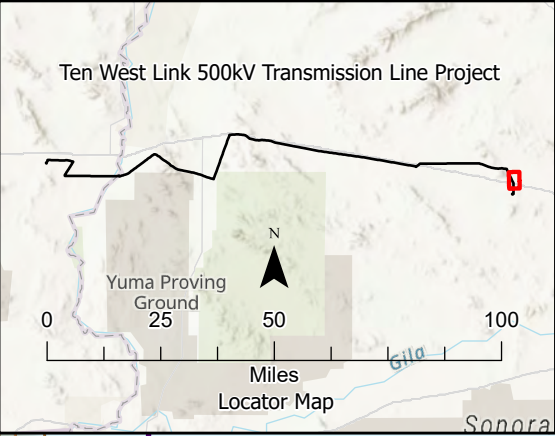 Ten West Link 500kV Transmission Line Project
N
Yuma Proving
Ground
0 25 50 100
Gila
Miles
Locator Map
Sonora